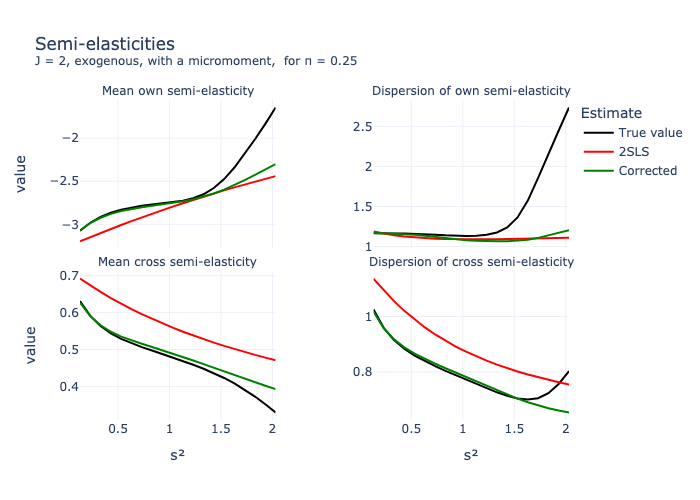 Semi-elasticities
J = 2, exogenous, with a micromoment,  for π = 0.25
Mean own semi-elasticity
Dispersion of own semi-elasticity
Estimate
True value
2SLS
Corrected
value
−2
−2.5
−3
2.5
2
1.5
1
Mean cross semi-elasticity
Dispersion of cross semi-elasticity
value
0.7
0.6
0.5
0.4
1
0.8
0.5
1
1.5
2
0.5
1
1.5
2
s²
s²